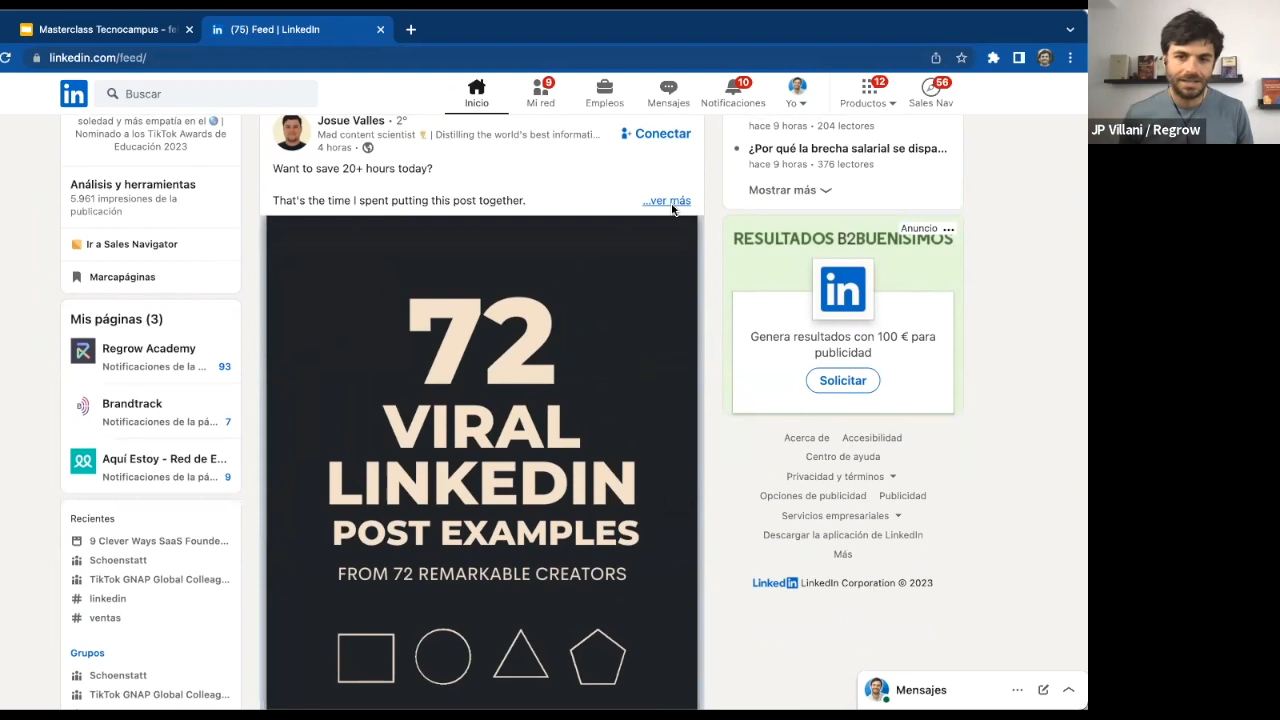 Masterclass Tecnocampus - fe
(75) Feed | LinkedIn
linkedin.com/feed/
in
Buscar
Inicio
9
Mi red
Empleos
Mensajes
10
Notificaciones
Yo
12
Productos
56
Sales Nav
JP Villani / Regrow
soledad y más empatía en el
Nominado a los TikTok Awards de
Educación 2023
Análisis y herramientas
5.961 impresiones de la
publicación
Ir a Sales Navigator
Marcapáginas
Mis páginas (3)
Regrow Academy
Notificaciones de la ... 93
Brandtrack
Notificaciones de la pá... 7
Aquí Estoy - Red de E...
Notificaciones de la pá... 9
Recientes
9 Clever Ways SaaS Founde...
Schoenstatt
TikTok GNAP Global Colleag...
# linkedin
# ventas
Grupos
Schoenstatt
TikTok GNAP Global Colleag...
Josue Valles • 2°
Mad content scientist | Distilling the world's best informati...
4 horas •
Conectar
Want to save 20+ hours today?
That's the time I spent putting this post together.
...ver más
72
VIRAL
LINKEDIN
POST EXAMPLES
FROM 72 REMARKABLE CREATORS
hace 9 horas • 204 lectores
• ¿Por qué la brecha salarial se dispa...
hace 9 horas • 376 lectores
Mostrar más
Anuncio ...
RESULTADOS B2BUENÍSIMOS
in
Genera resultados con 100 € para
publicidad
Solicitar
Acerca de Accesibilidad
Centro de ayuda
Privacidad y términos
Opciones de publicidad Publicidad
Servicios empresariales
Descargar la aplicación de LinkedIn
Más
LinkedIn LinkedIn Corporation © 2023
Mensajes